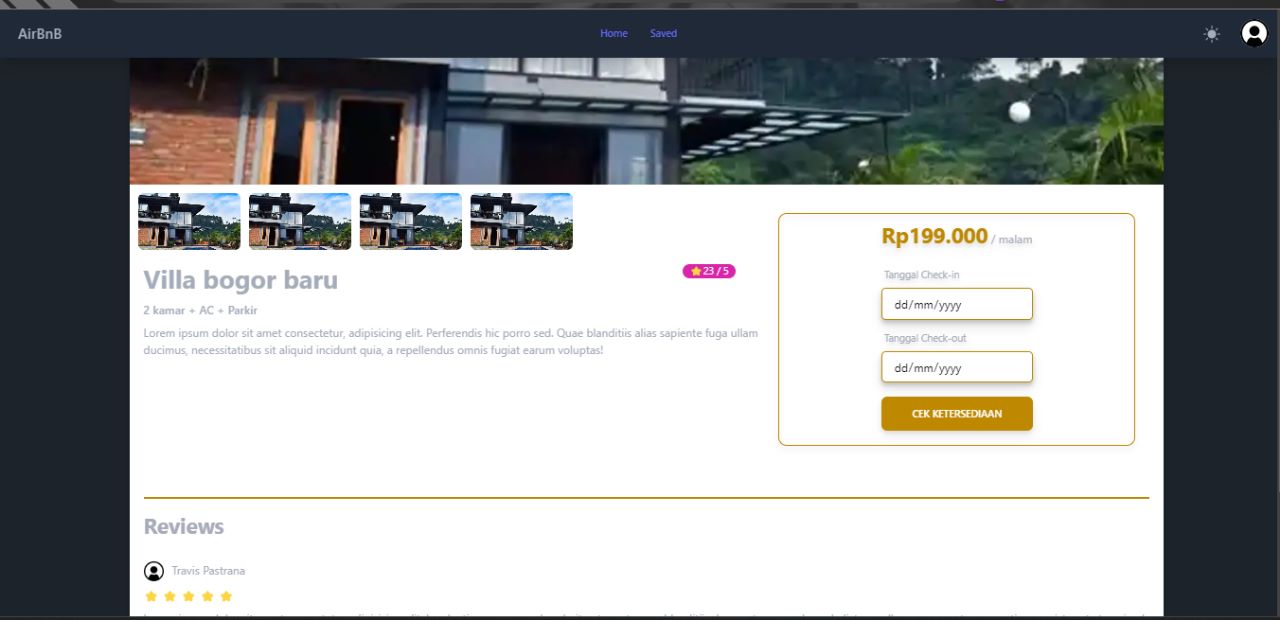 AirBnB
Home
Saved
Villa bogor baru
23 / 5
2 kamar + AC + Parkir
Lorem ipsum dolor sit amet consectetur, adipisicing elit. Perferendis hic porro sed. Quae blanditiis alias sapiente fuga ullam
ducimus, necessitatibus sit aliquid incidunt quia, a repellendus omnis fugiat earum voluptas!
Rp199.000 / malam
Tanggal Check-in
dd/mm/yyyy
Tanggal Check-out
dd/mm/yyyy
CEK KETERSEDIAAN
Reviews
Travis Pastrana